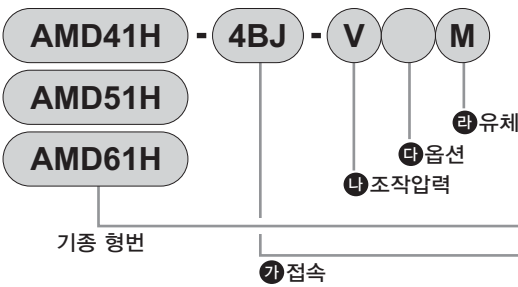 AMD41H - 4BJ - V M
AMD51H
AMD61H
라 유체
다 옵션
나 조작압력
기종 형번
가 접속